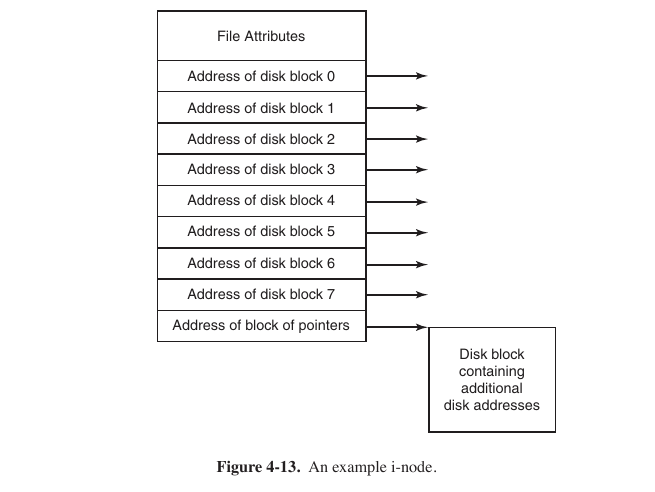 File Attributes
Address of disk block 0
Address of disk block 1
Address of disk block 2
Address of disk block 3
Address of disk block 4
Address of disk block 5
Address of disk block 6
Address of disk block 7
Address of block of pointers
Disk block
containing
additional
disk addresses
Figure 4-13. An example i-node.